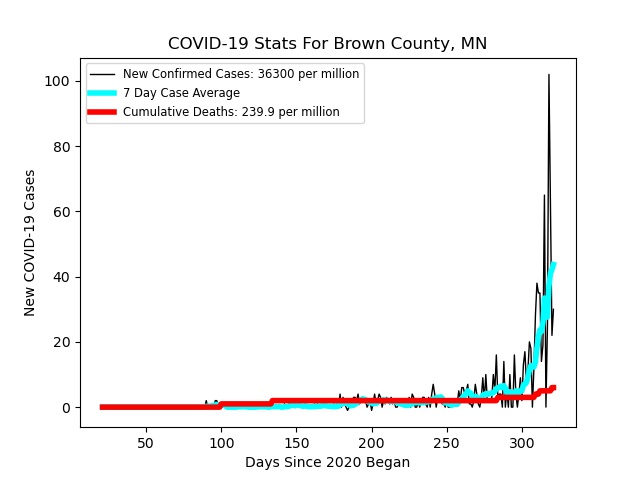 COVID-19 Stats For Brown County, MN
New Confirmed Cases: 36300 per million
7 Day Case Average
Cumulative Deaths: 239.9 per million
New COVID-19 Cases
100
80
60
40
20
0
50 100 150 200 250 300
Days Since 2020 Began